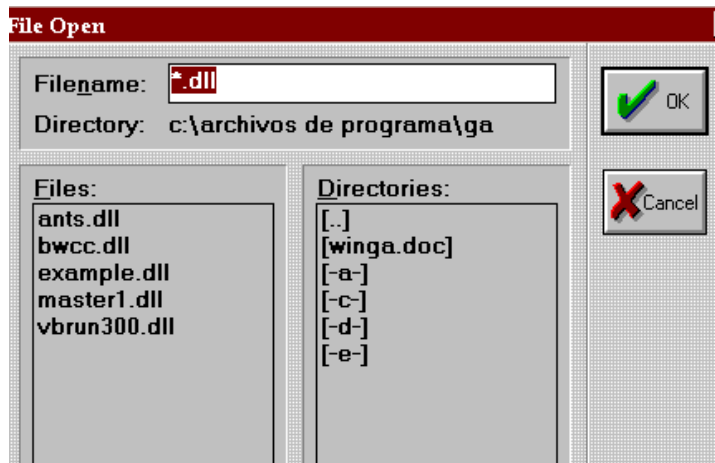 File Open
Filename: *.dll
Directory: c:\archivos de programa\ga
OK
Cancel
Files:
ants.dll
bwcc.dll
example.dll
master1.dll
vbrun300.dll
Directories:
[..]
[winga.doc]
[-a-]
[-c-]
[-d-]
[-e-]